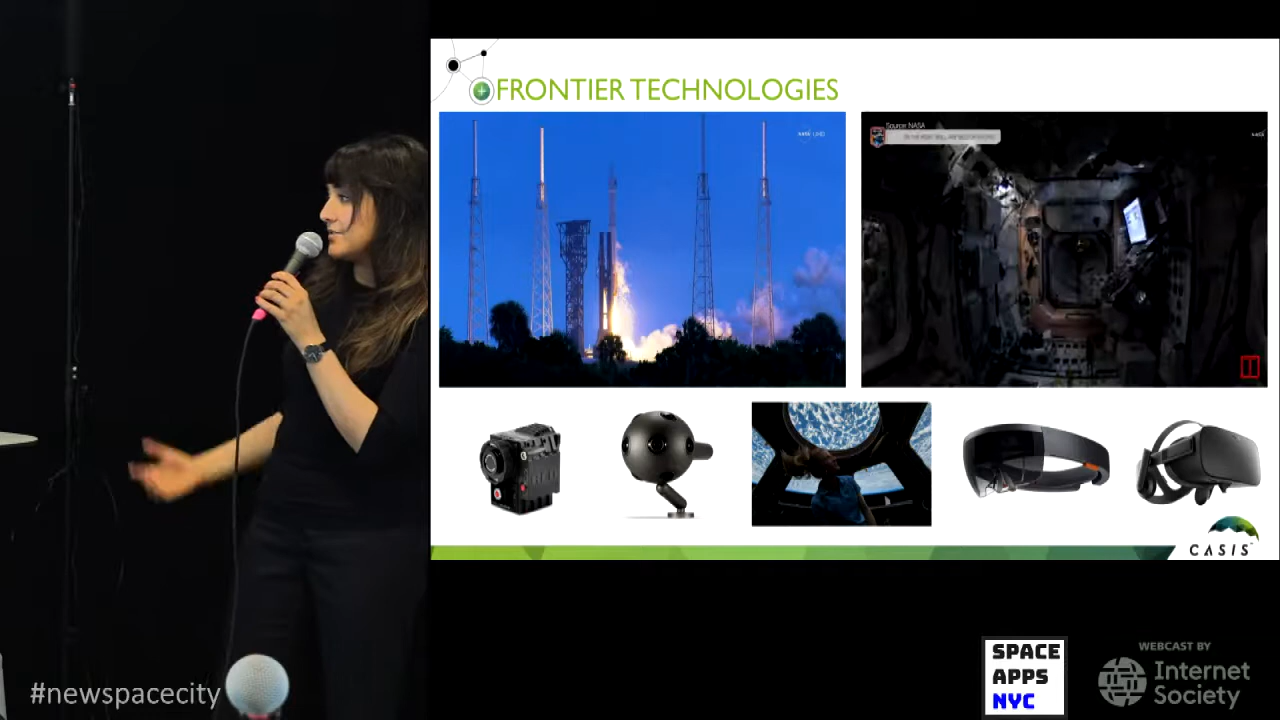 FRONTIER TECHNOLOGIES
Source: NASA
CASIS
#newspacecity
SPACE
APPS
NYC
WEBCAST BY
Internet
Society